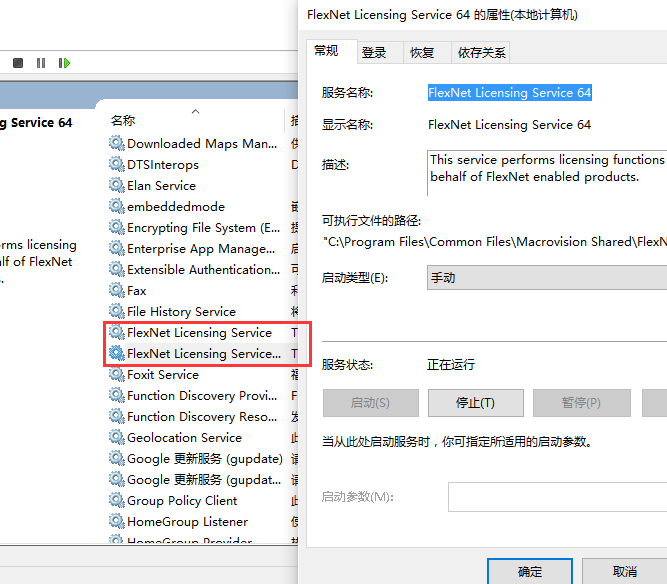 FlexNet Licensing Service 64 的属性(本地计算机)
g Service 64
rms licensing
alf of FlexNet
名称
Downloaded Maps Man...
DTSInterops
Elan Service
embeddedmode
Encrypting File System (E...
Enterprise App Manage...
Extensible Authentication...
Fax
File History Service
FlexNet Licensing Service
T
FlexNet Licensing Service...
T
Foxit Service
Function Discovery Provi...
F
Function Discovery Reso...
F
Geolocation Service
Google 更新服务 (gupdate)
Google 更新服务 (gupdat...
Group Policy Client
HomeGroup Listener
HomeGroup Provider
常规
登录
恢复
依存关系
服务名称:
FlexNet Licensing Service 64
显示名称:
FlexNet Licensing Service 64
描述:
This service performs licensing functions
behalf of FlexNet enabled products.
可执行文件的路径:
"C:\Program Files\Common Files\Macrovision Shared\FlexN
启动类型(E):
手动
服务状态:
正在运行
启动(S)
停止(T)
暂停(P)
当从此处启动服务时，你可指定所适用的启动参数。
启动参数(M):
确定
取消